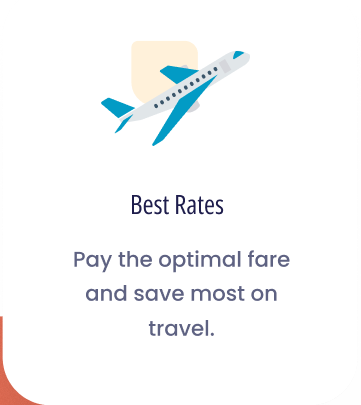 Best Rates
Pay the optimal fare
and save most on
travel.